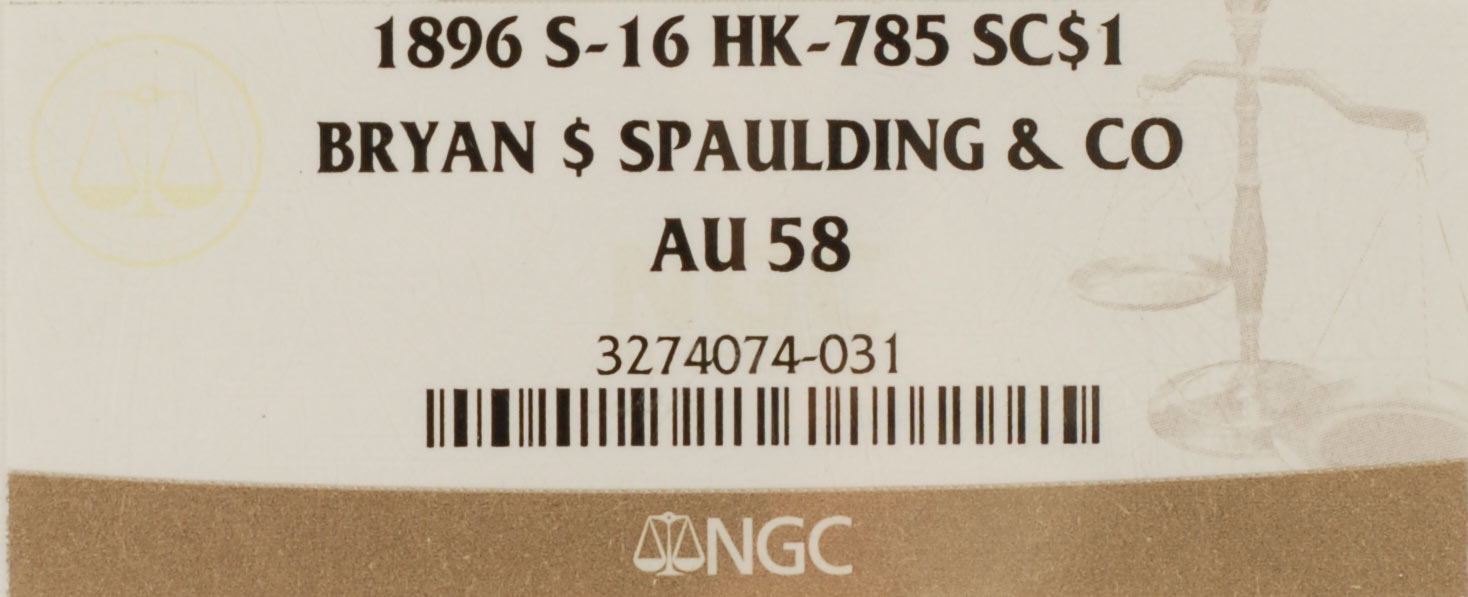 1896 S-16 HK-785 SC$1
BRYAN $ SPAULDING & CO
AU 58
3274074-031
NGC